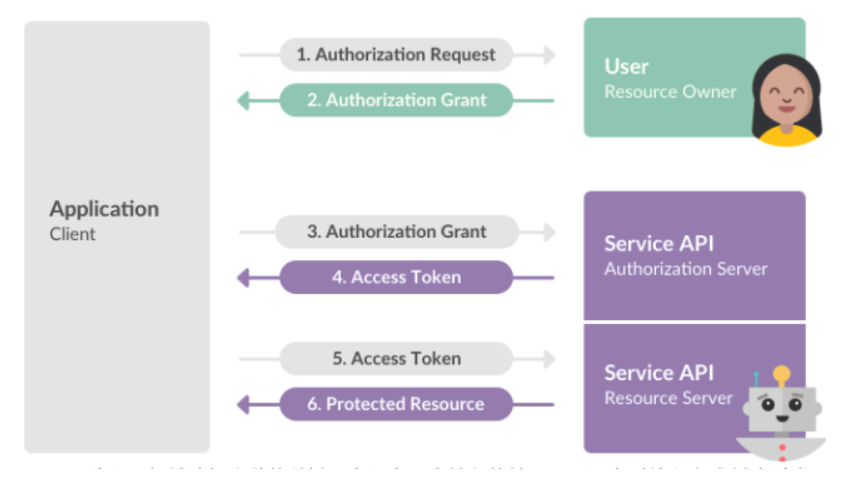 1. Authorization Request
2. Authorization Grant
User
Resource Owner
Application
Client
3. Authorization Grant
4. Access Token
Service API
Authorization Server
5. Access Token
6. Protected Resource
Service API
Resource Server